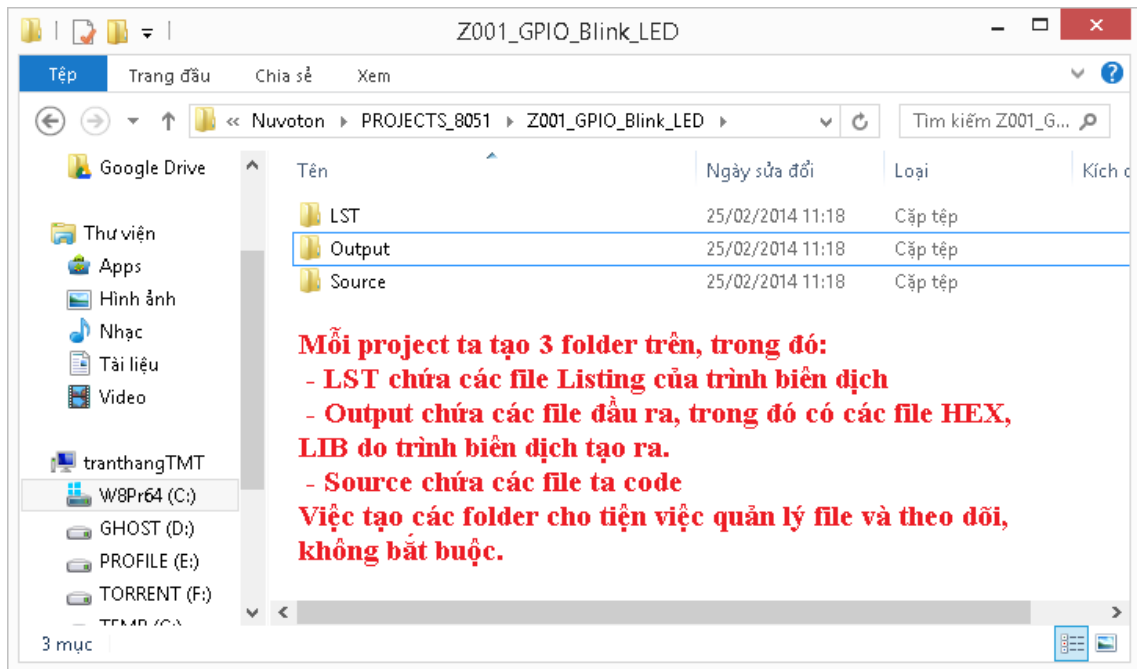 Z001_GPIO_Blink_LED
Tệp Trang đầu Chia sẻ Xem
« Nuvoton PROJECTS_8051 Z001_GPIO_Blink_LED Tìm kiếm Z001_G...
Google Drive
Thư viện
Apps
Hình ảnh
Nhạc
Tài liệu
Video
tranthangTMT
W8Pr64 (C:)
GHOST (D:)
PROFILE (E:)
TORRENT (F:)
Tên Ngày sửa đổi Loại Kích
LST 25/02/2014 11:18 Cặp tệp
Output 25/02/2014 11:18 Cặp tệp
Source 25/02/2014 11:18 Cặp tệp
Mỗi project ta tạo 3 folder trên, trong đó:
- LST chứa các file Listing của trình biên dịch
- Output chứa các file đầu ra, trong đó có các file HEX,
LIB do trình biên dịch tạo ra.
- Source chứa các file ta code
Việc tạo các folder cho tiện việc quản lý file và theo dõi,
không bắt buộc.
3 mục